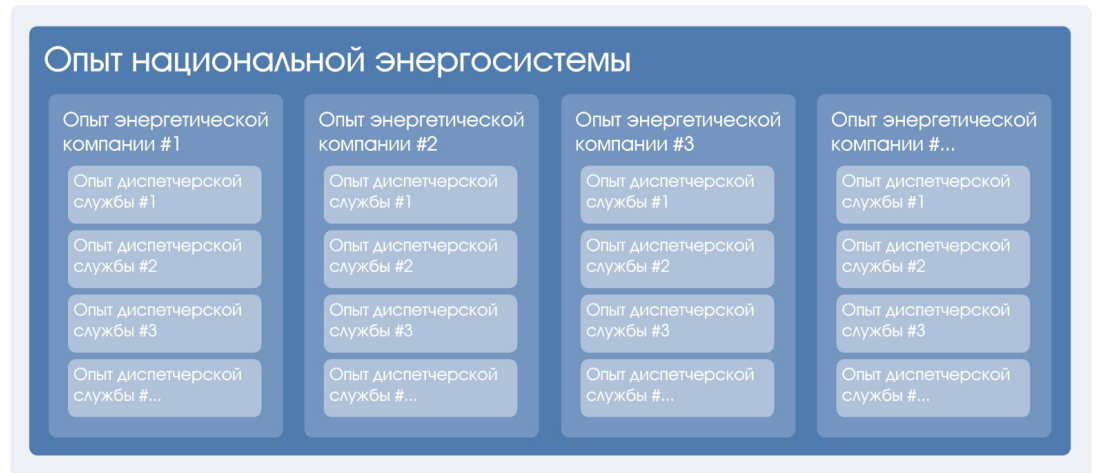 Опыт национальной энергосистемы
Опыт энергетической
компании #1
Опыт диспетчерской
службы #1
Опыт диспетчерской
службы #2
Опыт диспетчерской
службы #3
Опыт диспетчерской
службы #...
Опыт энергетической
компании #2
Опыт диспетчерской
службы #1
Опыт диспетчерской
службы #2
Опыт диспетчерской
службы #3
Опыт диспетчерской
службы #...
Опыт энергетической
компании #3
Опыт диспетчерской
службы #1
Опыт диспетчерской
службы #2
Опыт диспетчерской
службы #3
Опыт диспетчерской
службы #...
Опыт энергетической
компании #...
Опыт диспетчерской
службы #1
Опыт диспетчерской
службы #2
Опыт диспетчерской
службы #3
Опыт диспетчерской
службы #...